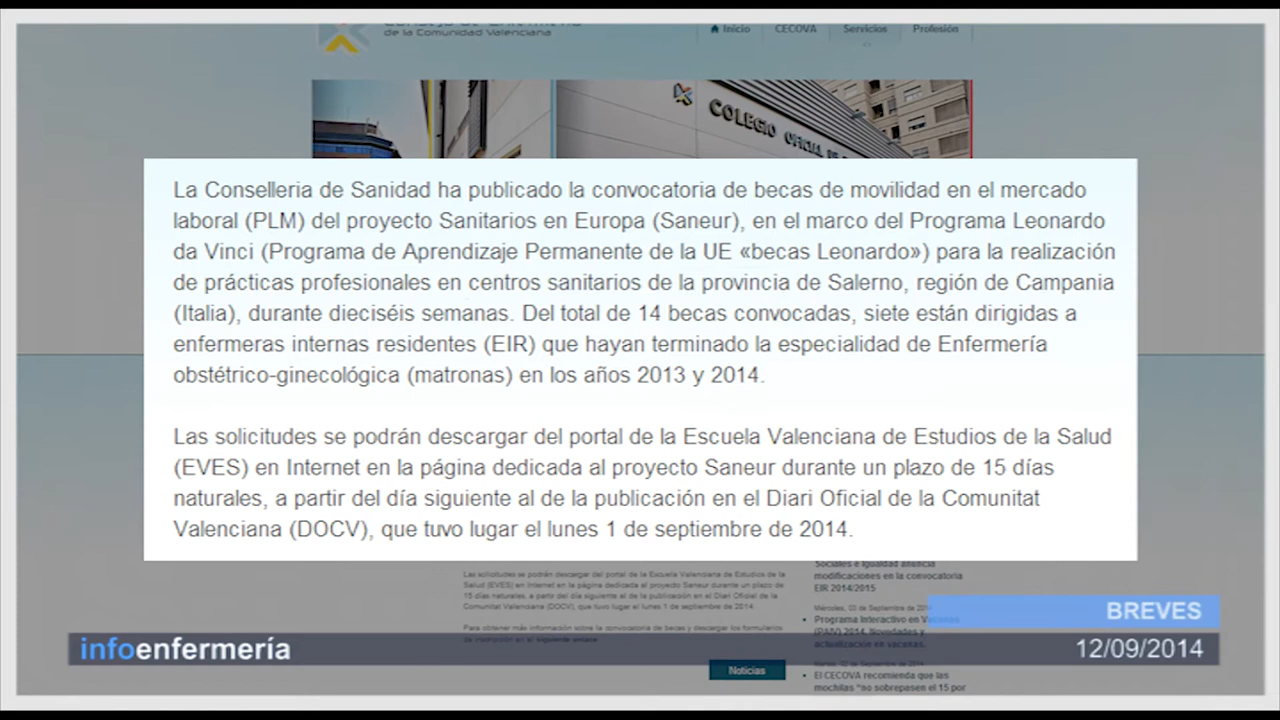 de la Comunidad Valenciana
Inicio CECOVA Servicios Profesión
COLEGIO OFICIAL DE
La Conselleria de Sanidad ha publicado la convocatoria de becas de movilidad en el mercado
laboral (PLM) del proyecto Sanitarios en Europa (Saneur), en el marco del Programa Leonardo
da Vinci (Programa de Aprendizaje Permanente de la UE «becas Leonardo») para la realización
de prácticas profesionales en centros sanitarios de la provincia de Salerno, región de Campania
(Italia), durante dieciséis semanas. Del total de 14 becas convocadas, siete están dirigidas a
enfermeras internas residentes (EIR) que hayan terminado la especialidad de Enfermería
obstétrico-ginecológica (matronas) en los años 2013 y 2014.
Las solicitudes se podrán descargar del portal de la Escuela Valenciana de Estudios de la Salud
(EVES) en Internet en la página dedicada al proyecto Saneur durante un plazo de 15 días
naturales, a partir del día siguiente al de la publicación en el Diari Oficial de la Comunitat
Valenciana (DOCV), que tuvo lugar el lunes 1 de septiembre de 2014.
Las solicitudes se podrán descargar del portal de la Escuela Valenciana de Estudios de la
Salud (EVES) en Internet en la página dedicada al proyecto Saneur durante un plazo de
15 días naturales, a partir del día siguiente al de la publicación en el Diari Oficial de la
Comunitat Valenciana (DOCV), que tuvo lugar el lunes 1 de septiembre de 2014.
Para obtener más información sobre la convocatoria de becas y descargar los formularios
de inscripción en el siguiente enlace
Noticias
Sociales e Igualdad anuncia
modificaciones en la convocatoria
EIR 2014/2015
Miércoles, 03 de Septiembre de 2014
Programa Interactivo en Vacunas
(PAIV) 2014. Novedades y
actualización en vacunas.
Martes, 02 de Septiembre de 2014
El CECOVA recomienda que las
mochilas "no sobrepasen el 15 por
BREVES
infoenfermería
12/09/2014